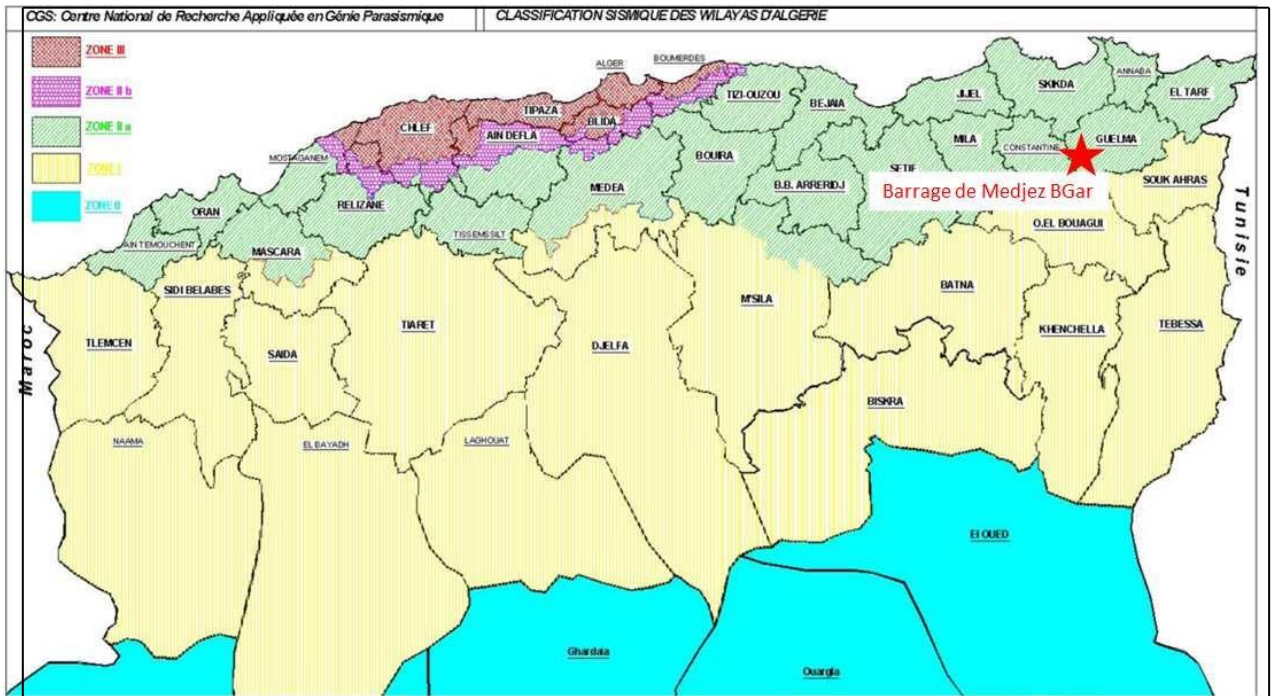 CGS: Centre National de Recherche Appliquée en Génie Parasismique
CLASSIFICATION SISMIQUE DES WILAYAS D'ALGERIE
ZONE III
ZONE II b
ZONE II a
ZONE I
ZONE 0
ALGER
BOUMERDES
TIPAZA
BLIDA
CHLEF
AIN DEFLA
TIZI-OUZOU
BEJAIA
JIJEL
SKIKDA
ANNABA
EL TARF
MOSTAGANEM
RELIZANE
MEDEA
BOUIRA
B.B. ARRERIDJ
SETIF
MILA
CONSTANTINE
GUELMA
SOUK AHRAS
Barrage de Medjez BGar
O.EL BOUAGUI
ORAN
AIN TEMOUCHENT
MASCARA
TISSEMSSILT
SIDI BELABES
TLEMCEN
SAIDA
TIARET
DJELFA
M'SILA
BATNA
KHENCHELLA
TEBESSA
BISKRA
NAAMA
EL BAYADH
LAGHOUAT
El OUED
Ghardaia
Ouargla
Maroc
Tunisie